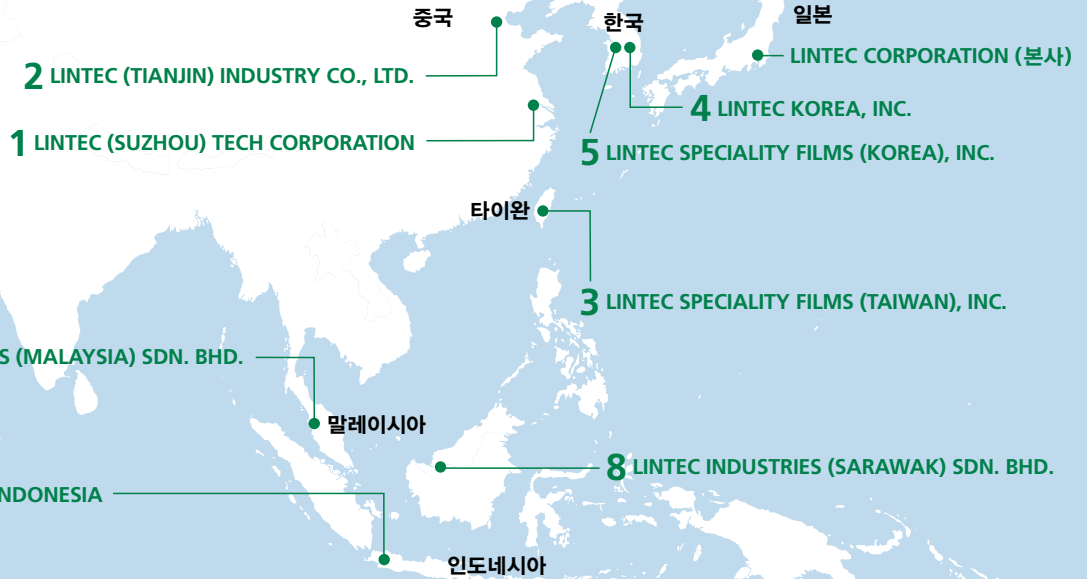 중국
한국
일본
LINTEC CORPORATION (본사)
2 LINTEC (TIANJIN) INDUSTRY CO., LTD.
4 LINTEC KOREA, INC.
1 LINTEC (SUZHOU) TECH CORPORATION
5 LINTEC SPECIALITY FILMS (KOREA), INC.
타이완
3 LINTEC SPECIALITY FILMS (TAIWAN), INC.
S (MALAYSIA) SDN. BHD.
말레이시아
8 LINTEC INDUSTRIES (SARAWAK) SDN. BHD.
NDONESIA
인도네시아